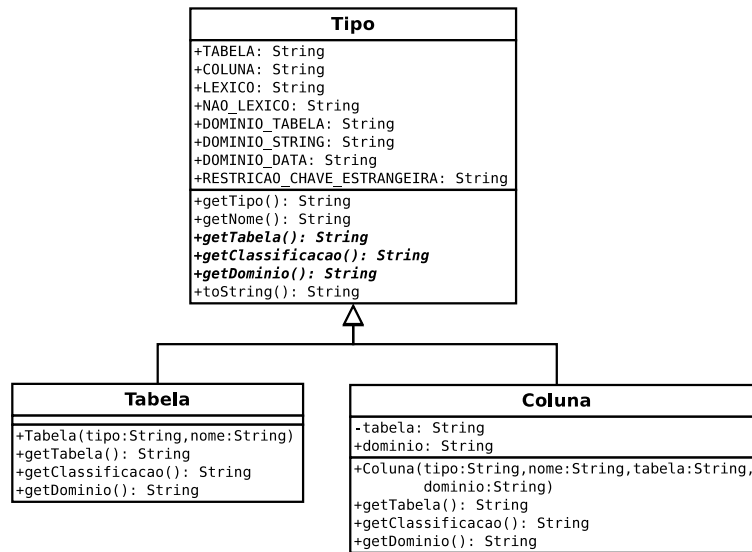 Tipo
+TABELA: String
+COLUNA: String
+LEXICO: String
+NAO_LEXICO: String
+DOMINIO_TABELA: String
+DOMINIO_STRING: String
+DOMINIO_DATA: String
+RESTRICAO_CHAVE_ESTRANGEIRA: String
+getTipo(): String
+getNome(): String
+getTabela(): String
+getClassificacao(): String
+getDominio(): String
+toString(): String
Tabela
+Tabela(tipo:String,nome:String)
+getTabela(): String
+getClassificacao(): String
+getDominio(): String
Coluna
-tabela: String
+dominio: String
+Coluna(tipo:String,nome:String,tabela:String,
dominio:String)
+getTabela(): String
+getClassificacao(): String
+getDominio(): String